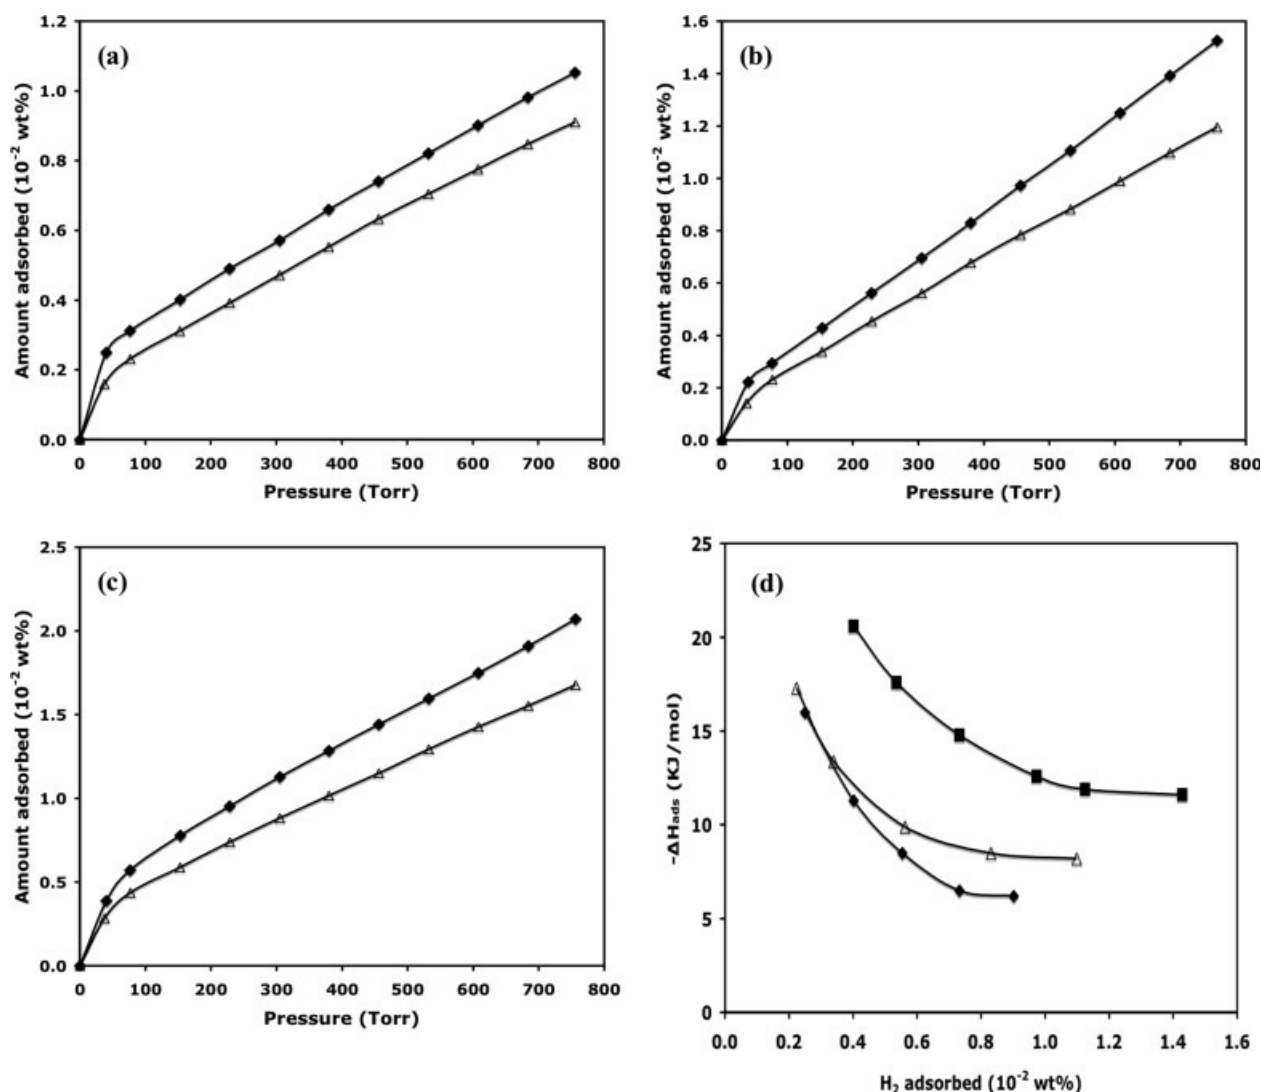 (a)
Amount adsorbed (10⁻² wt%)
1.2
1.0
0.8
0.6
0.4
0.2
0.0
0 100 200 300 400 500 600 700 800
Pressure (Torr)
(b)
Amount adsorbed (10⁻² wt%)
1.6
1.4
1.2
1.0
0.8
0.6
0.4
0.2
0.0
0 100 200 300 400 500 600 700 800
Pressure (Torr)
(c)
Amount adsorbed (10⁻² wt%)
2.5
2.0
1.5
1.0
0.5
0.0
0 100 200 300 400 500 600 700 800
Pressure (Torr)
(d)
-ΔHads (KJ/mol)
25
20
15
10
5
0
0.0 0.2 0.4 0.6 0.8 1.0 1.2 1.4 1.6
H₂ adsorbed (10⁻² wt%)